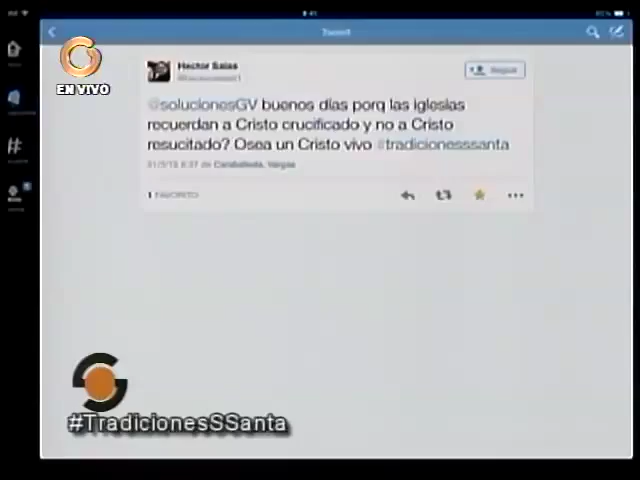 Tweet
EN VIVO
Hector Salas
Seguir
@solucionesGV buenos días porq las iglesias
recuerdan a Cristo crucificado y no a Cristo
resucitado? Osea un Cristo vivo #tradicionesssanta
Caraballeda, Vargas
1 FAVORITO
#TradicionesSSanta